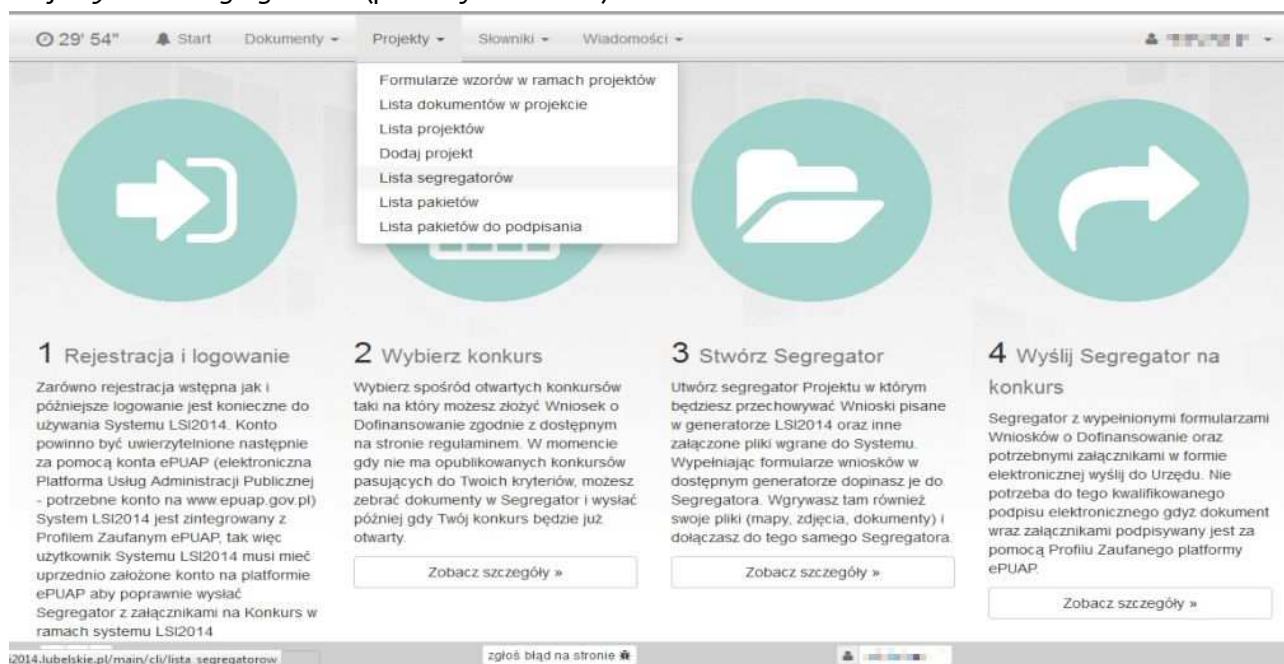 29' 54" Start Dokumenty Projekty Słowniki Wiadomości
Formularze wzorów w ramach projektów
Lista dokumentów w projekcie
Lista projektów
Dodaj projekt
Lista segregatorów
Lista pakietów
Lista pakietów do podpisania
1 Rejestracja i logowanie
Zarówno rejestracja wstępna jak i
późniejsze logowanie jest konieczne do
używania Systemu LSI2014. Konto
powinno być uwierzytelnione następnie
za pomocą konta ePUAP (elektroniczna
Platforma Usług Administracji Publicznej
- potrzebne konto na www.epuap.gov.pl)
System LSI2014 jest zintegrowany z
Profilem Zaufanym ePUAP, tak więc
użytkownik Systemu LSI2014 musi mieć
uprzednio założone konto na platformie
ePUAP aby poprawnie wysłać
Segregator z załącznikami na Konkurs w
ramach systemu LSI2014
2 Wybierz konkurs
Wybierz spośród otwartych konkursów
taki na który możesz złożyć Wniosek o
Dofinansowanie zgodnie z dostępnym
na stronie regulaminem. W momencie
gdy nie ma opublikowanych konkursów
pasujących do Twoich kryteriów, możesz
zebrać dokumenty w Segregator i wysłać
później gdy Twój konkurs będzie już
otwarty.
Zobacz szczegóły »
3 Stwórz Segregator
Utwórz segregator Projektu w którym
będziesz przechowywać Wnioski pisane
w generatorze LSI2014 oraz inne
załączone pliki wgrane do Systemu.
Wypełniając formularze wniosków w
dostępnym generatorze dopinasz je do
Segregatora. Wgrywasz tam również
swoje pliki (mapy, zdjęcia, dokumenty) i
dołączasz do tego samego Segregatora.
Zobacz szczegóły »
4 Wyślij Segregator na
konkurs
Segregator z wypełnionymi formularzami
Wniosków o Dofinansowanie oraz
potrzebnymi załącznikami w formie
elektronicznej wyślij do Urzędu. Nie
potrzeba do tego kwalifikowanego
podpisu elektronicznego gdyż dokument
wraz załącznikami podpisywany jest za
pomocą Profilu Zaufanego platformy
ePUAP.
Zobacz szczegóły »
2014.lubelskie.pl/main/cli/lista_segregatorow
zgłoś błąd na stronie